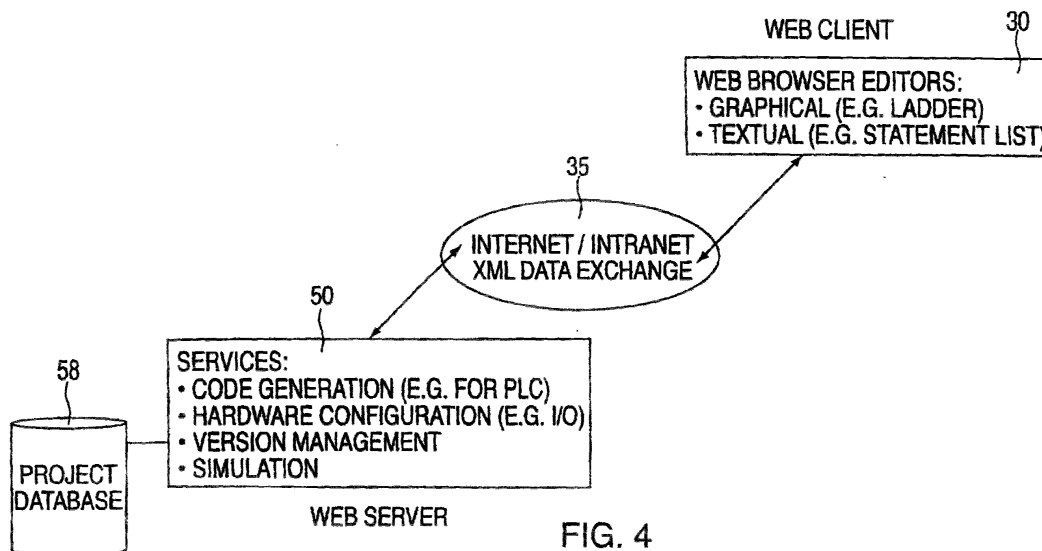 WEB CLIENT
30
WEB BROWSER EDITORS:
• GRAPHICAL (E.G. LADDER)
• TEXTUAL (E.G. STATEMENT LIST)
35
INTERNET / INTRANET
XML DATA EXCHANGE
50
SERVICES:
• CODE GENERATION (E.G. FOR PLC)
• HARDWARE CONFIGURATION (E.G. I/O)
• VERSION MANAGEMENT
• SIMULATION
58
PROJECT
DATABASE
WEB SERVER
FIG. 4